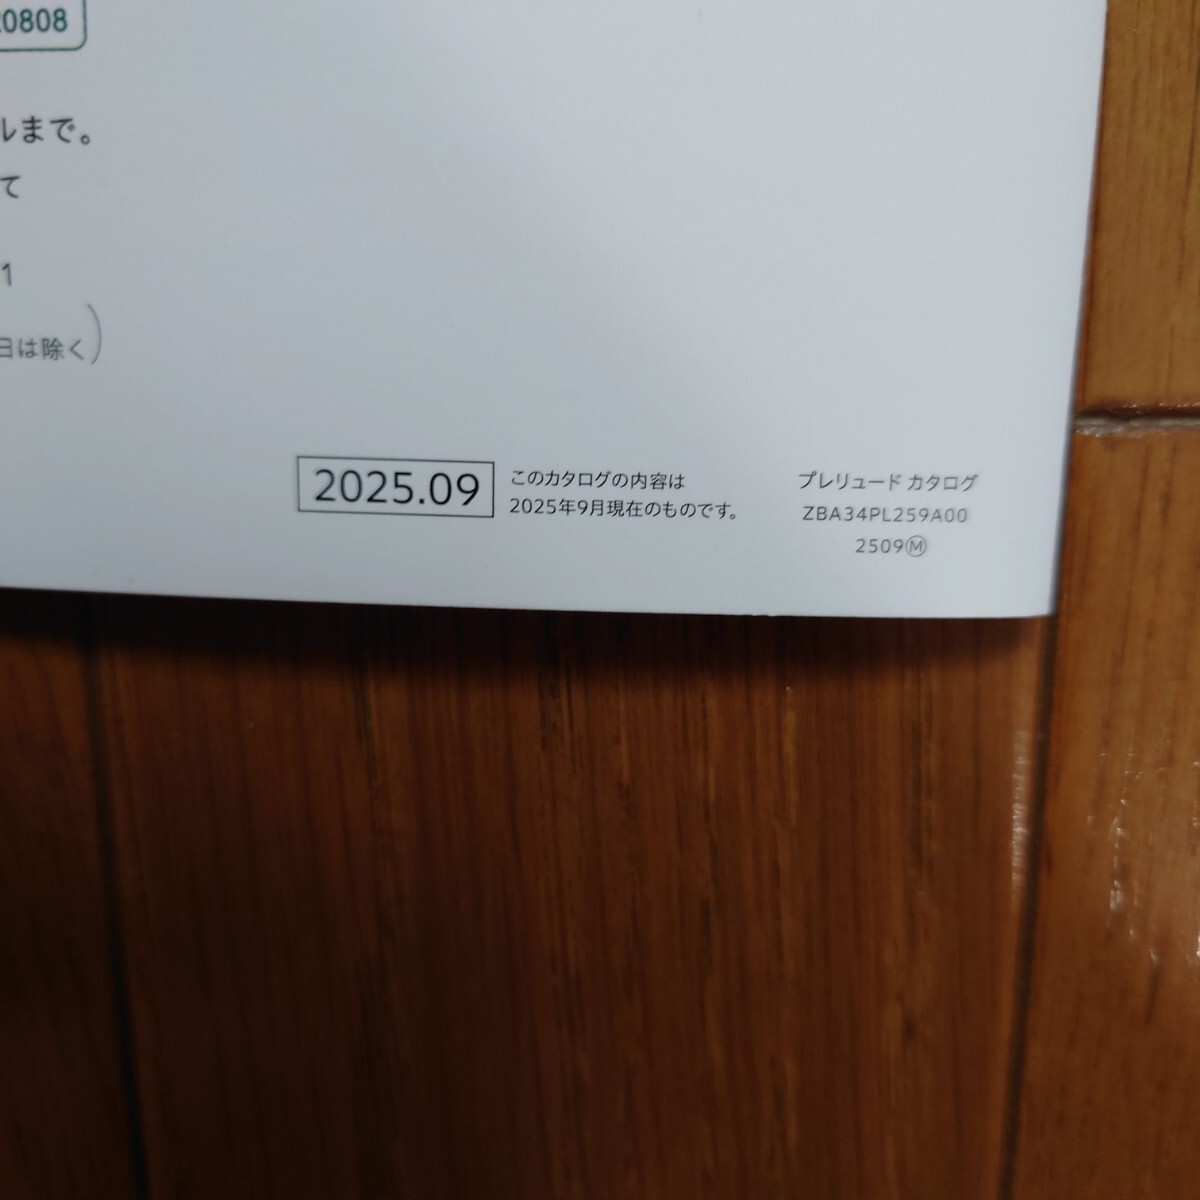 0808
ルまで。
て
1
日は除く）
2025.09
このカタログの内容は
2025年9月現在のものです。
プレリュード カタログ
ZBA34PL259A00
2509Ⓜ